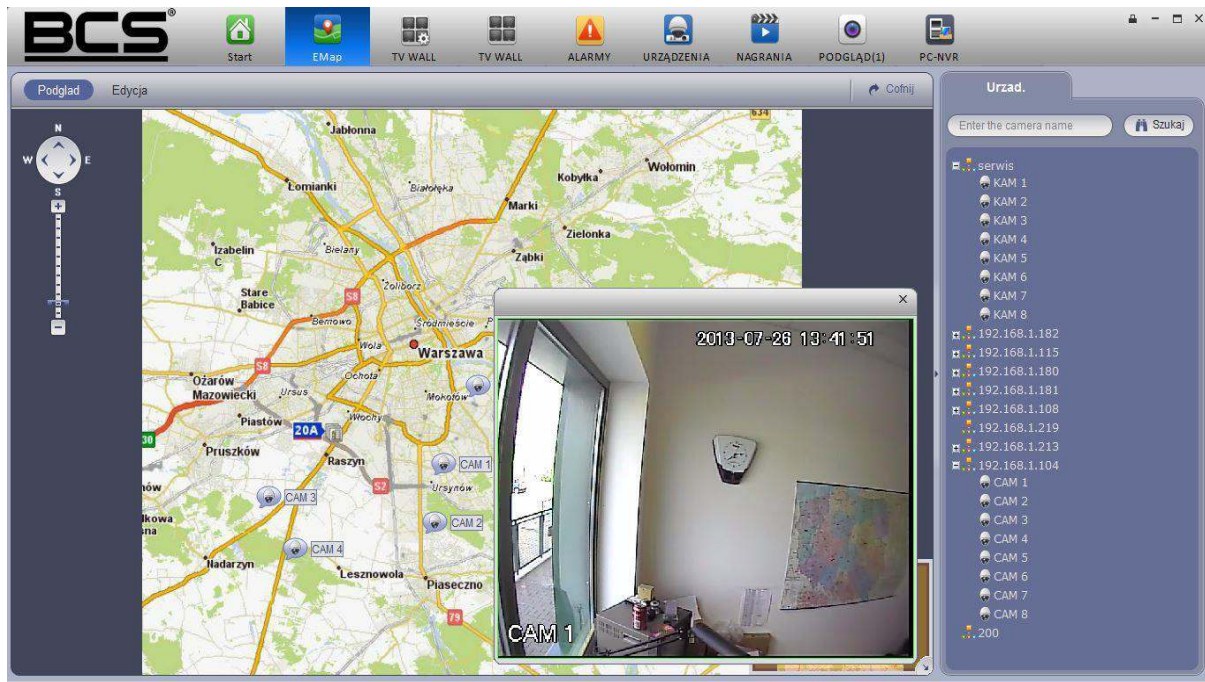 BCS®
Start
EMap
TV WALL
TV WALL
ALARMY
URZĄDZENIA
NAGRANIA
PODGLĄD(1)
PC-NVR
Podglad
Edycja
Cofnij
Urzad.
Enter the camera name
Szukaj
N
W
E
S
634
Jabłonna
Łomianki
Białołęka
Kobyłka
Wołomin
Marki
Zielonka
Izabelin
C
Bielany
Ząbki
Stare
Babice
S8
Żoliborz
Bemowo
Śródmieście
Wola
Warszawa
S8
Ochota
Ożarów
Mazowiecki
Ursus
Mokotów
Piastów
20A
Włochy
30
Pruszków
Raszyn
CAM 1
S2
Ursynów
CAM 3
CAM 2
CAM 4
Nadarzyn
Lesznowola
Piaseczno
79
2013-07-26 13:41:51
CAM 1
serwis
KAM 1
KAM 2
KAM 3
KAM 4
KAM 5
KAM 6
KAM 7
KAM 8
192.168.1.182
192.168.1.115
192.168.1.180
192.168.1.181
192.168.1.108
192.168.1.219
192.168.1.213
192.168.1.104
CAM 1
CAM 2
CAM 3
CAM 4
CAM 5
CAM 6
CAM 7
CAM 8
200